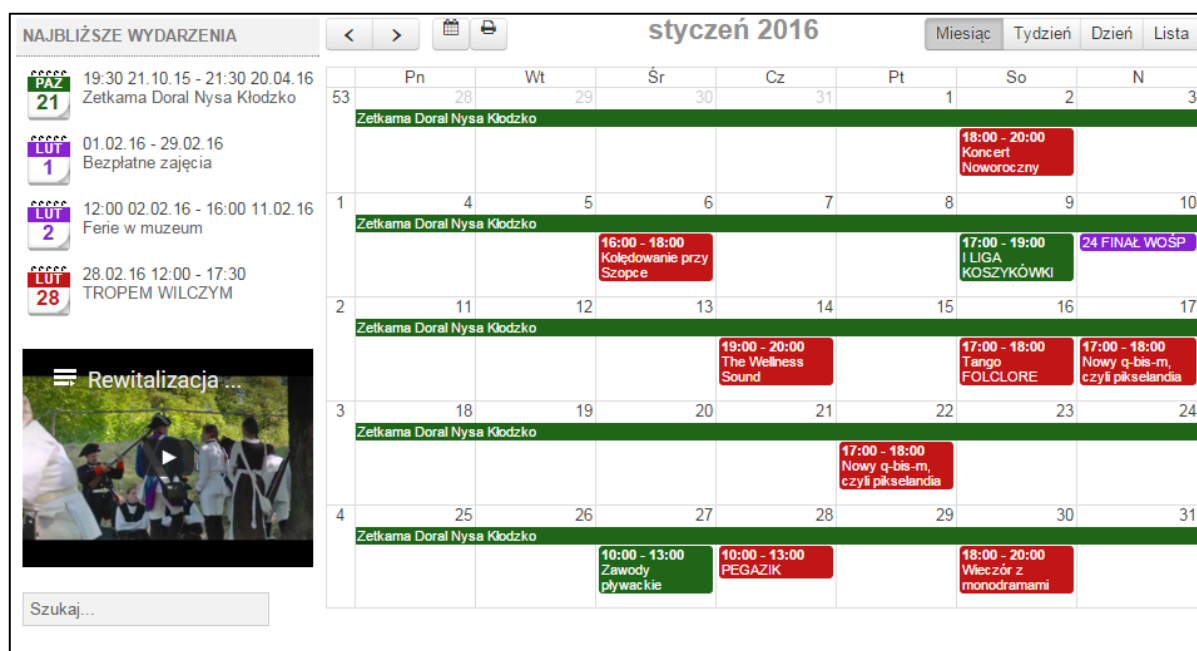 NAJBLIŻSZE WYDARZENIA
PAŹ
21
19:30 21.10.15 - 21:30 20.04.16
Zetkama Doral Nysa Kłodzko
LUT
1
01.02.16 - 29.02.16
Bezpłatne zajęcia
LUT
2
12:00 02.02.16 - 16:00 11.02.16
Ferie w muzeum
LUT
28
28.02.16 12:00 - 17:30
TROPEM WILCZYM
Rewitalizacja ...
Szukaj...
styczeń 2016
Miesiąc Tydzień Dzień Lista
Pn Wt Śr Cz Pt So N
53 28 29 30 31 1 2 3
Zetkama Doral Nysa Kłodzko
18:00 - 20:00
Koncert
Noworoczny
1 4 5 6 7 8 9 10
Zetkama Doral Nysa Kłodzko
16:00 - 18:00
Kolędowanie przy
Szopce
17:00 - 19:00
I LIGA
KOSZYKÓWKI
24 FINAŁ WOŚP
2 11 12 13 14 15 16 17
Zetkama Doral Nysa Kłodzko
19:00 - 20:00
The Wellness
Sound
17:00 - 18:00
Tango
FOLCLORE
17:00 - 18:00
Nowy q-bis-m,
czyli pikselandia
3 18 19 20 21 22 23 24
Zetkama Doral Nysa Kłodzko
17:00 - 18:00
Nowy q-bis-m,
czyli pikselandia
4 25 26 27 28 29 30 31
Zetkama Doral Nysa Kłodzko
10:00 - 13:00
Zawody
pływackie
10:00 - 13:00
PEGAZIK
18:00 - 20:00
Wieczór z
monodramami